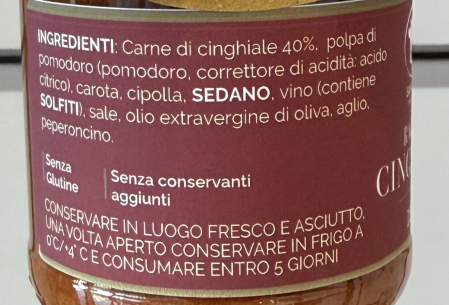 INGREDIENTI: Carne di cinghiale 40%, polpa di
pomodoro (pomodoro, correttore di acidità: acido
citrico), carota, cipolla, SEDANO, vino (contiene
SOLFITI), sale, olio extravergine di oliva, aglio,
peperoncino.
Senza
Glutine
Senza conservanti
aggiunti
CONSERVARE IN LUOGO FRESCO E ASCIUTTO,
UNA VOLTA APERTO CONSERVARE IN FRIGO A
0°C/+4° C E CONSUMARE ENTRO 5 GIORNI